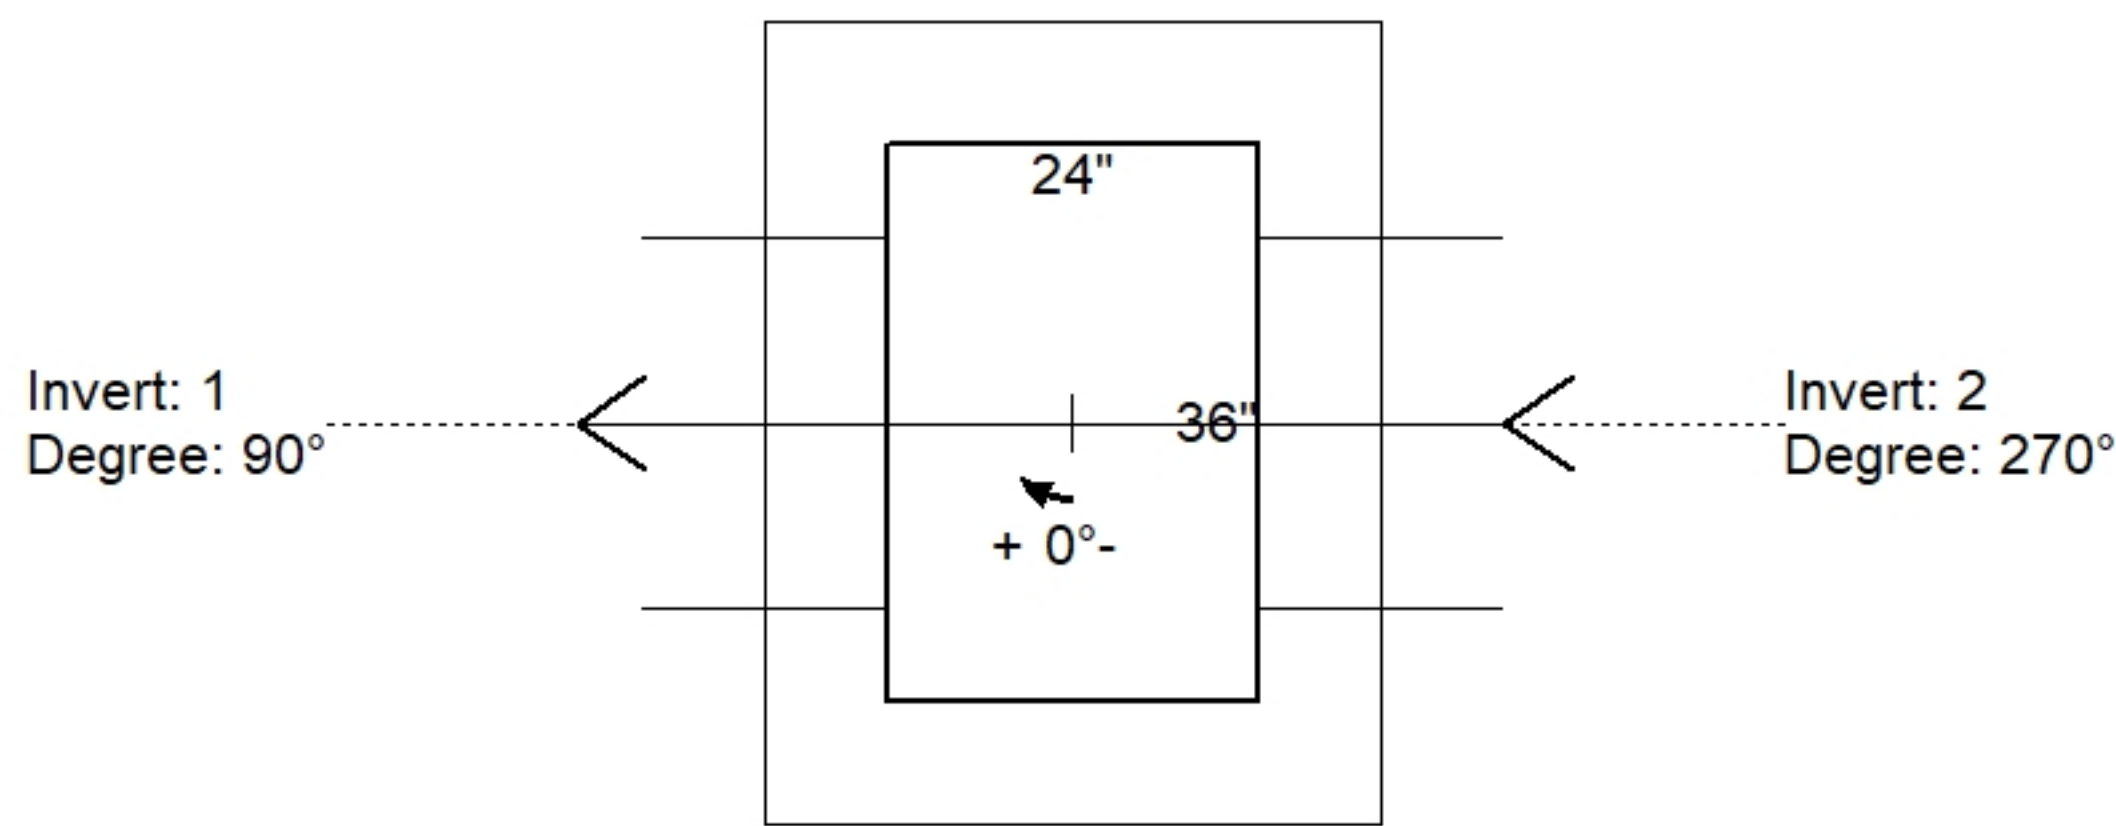 24"
Invert: 1
Degree: 90°
36"
Invert: 2
Degree: 270°
+ 0°-